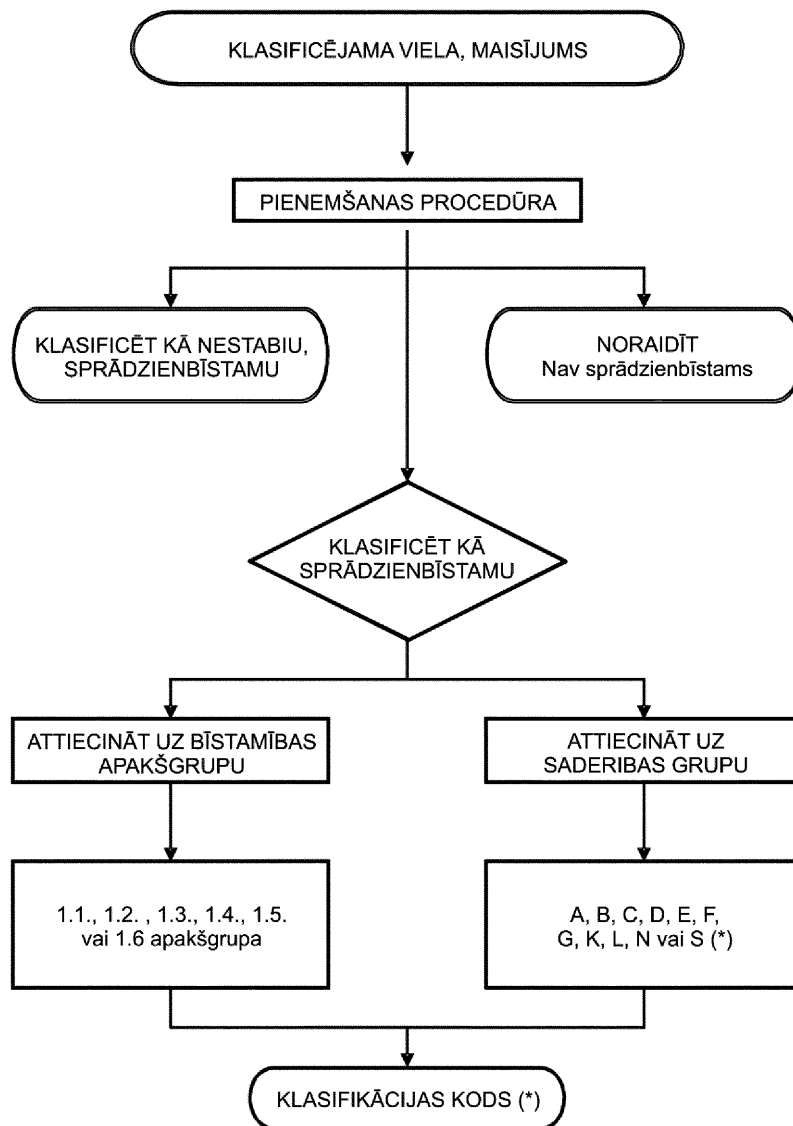 KLASIFICĒJAMA VIELA, MAISĪJUMS
PIENEMŠANAS PROCEDŪRA
KLASIFICĒT KĀ NESTABIU,
SPRĀDZIENBĪSTAMU
NORAIDĪT
Nav sprādzienbīstams
KLASIFICĒT KĀ
SPRĀDZIENBĪSTAMU
ATTIECINĀT UZ BĪSTAMĪBAS
APAKŠGRUPU
ATTIECINĀT UZ
SADERIBAS GRUPU
1.1., 1.2. , 1.3., 1.4., 1.5.
vai 1.6 apakšgrupa
A, B, C, D, E, F,
G, K, L, N vai S (*)
KLASIFIKĀCIJAS KODS (*)